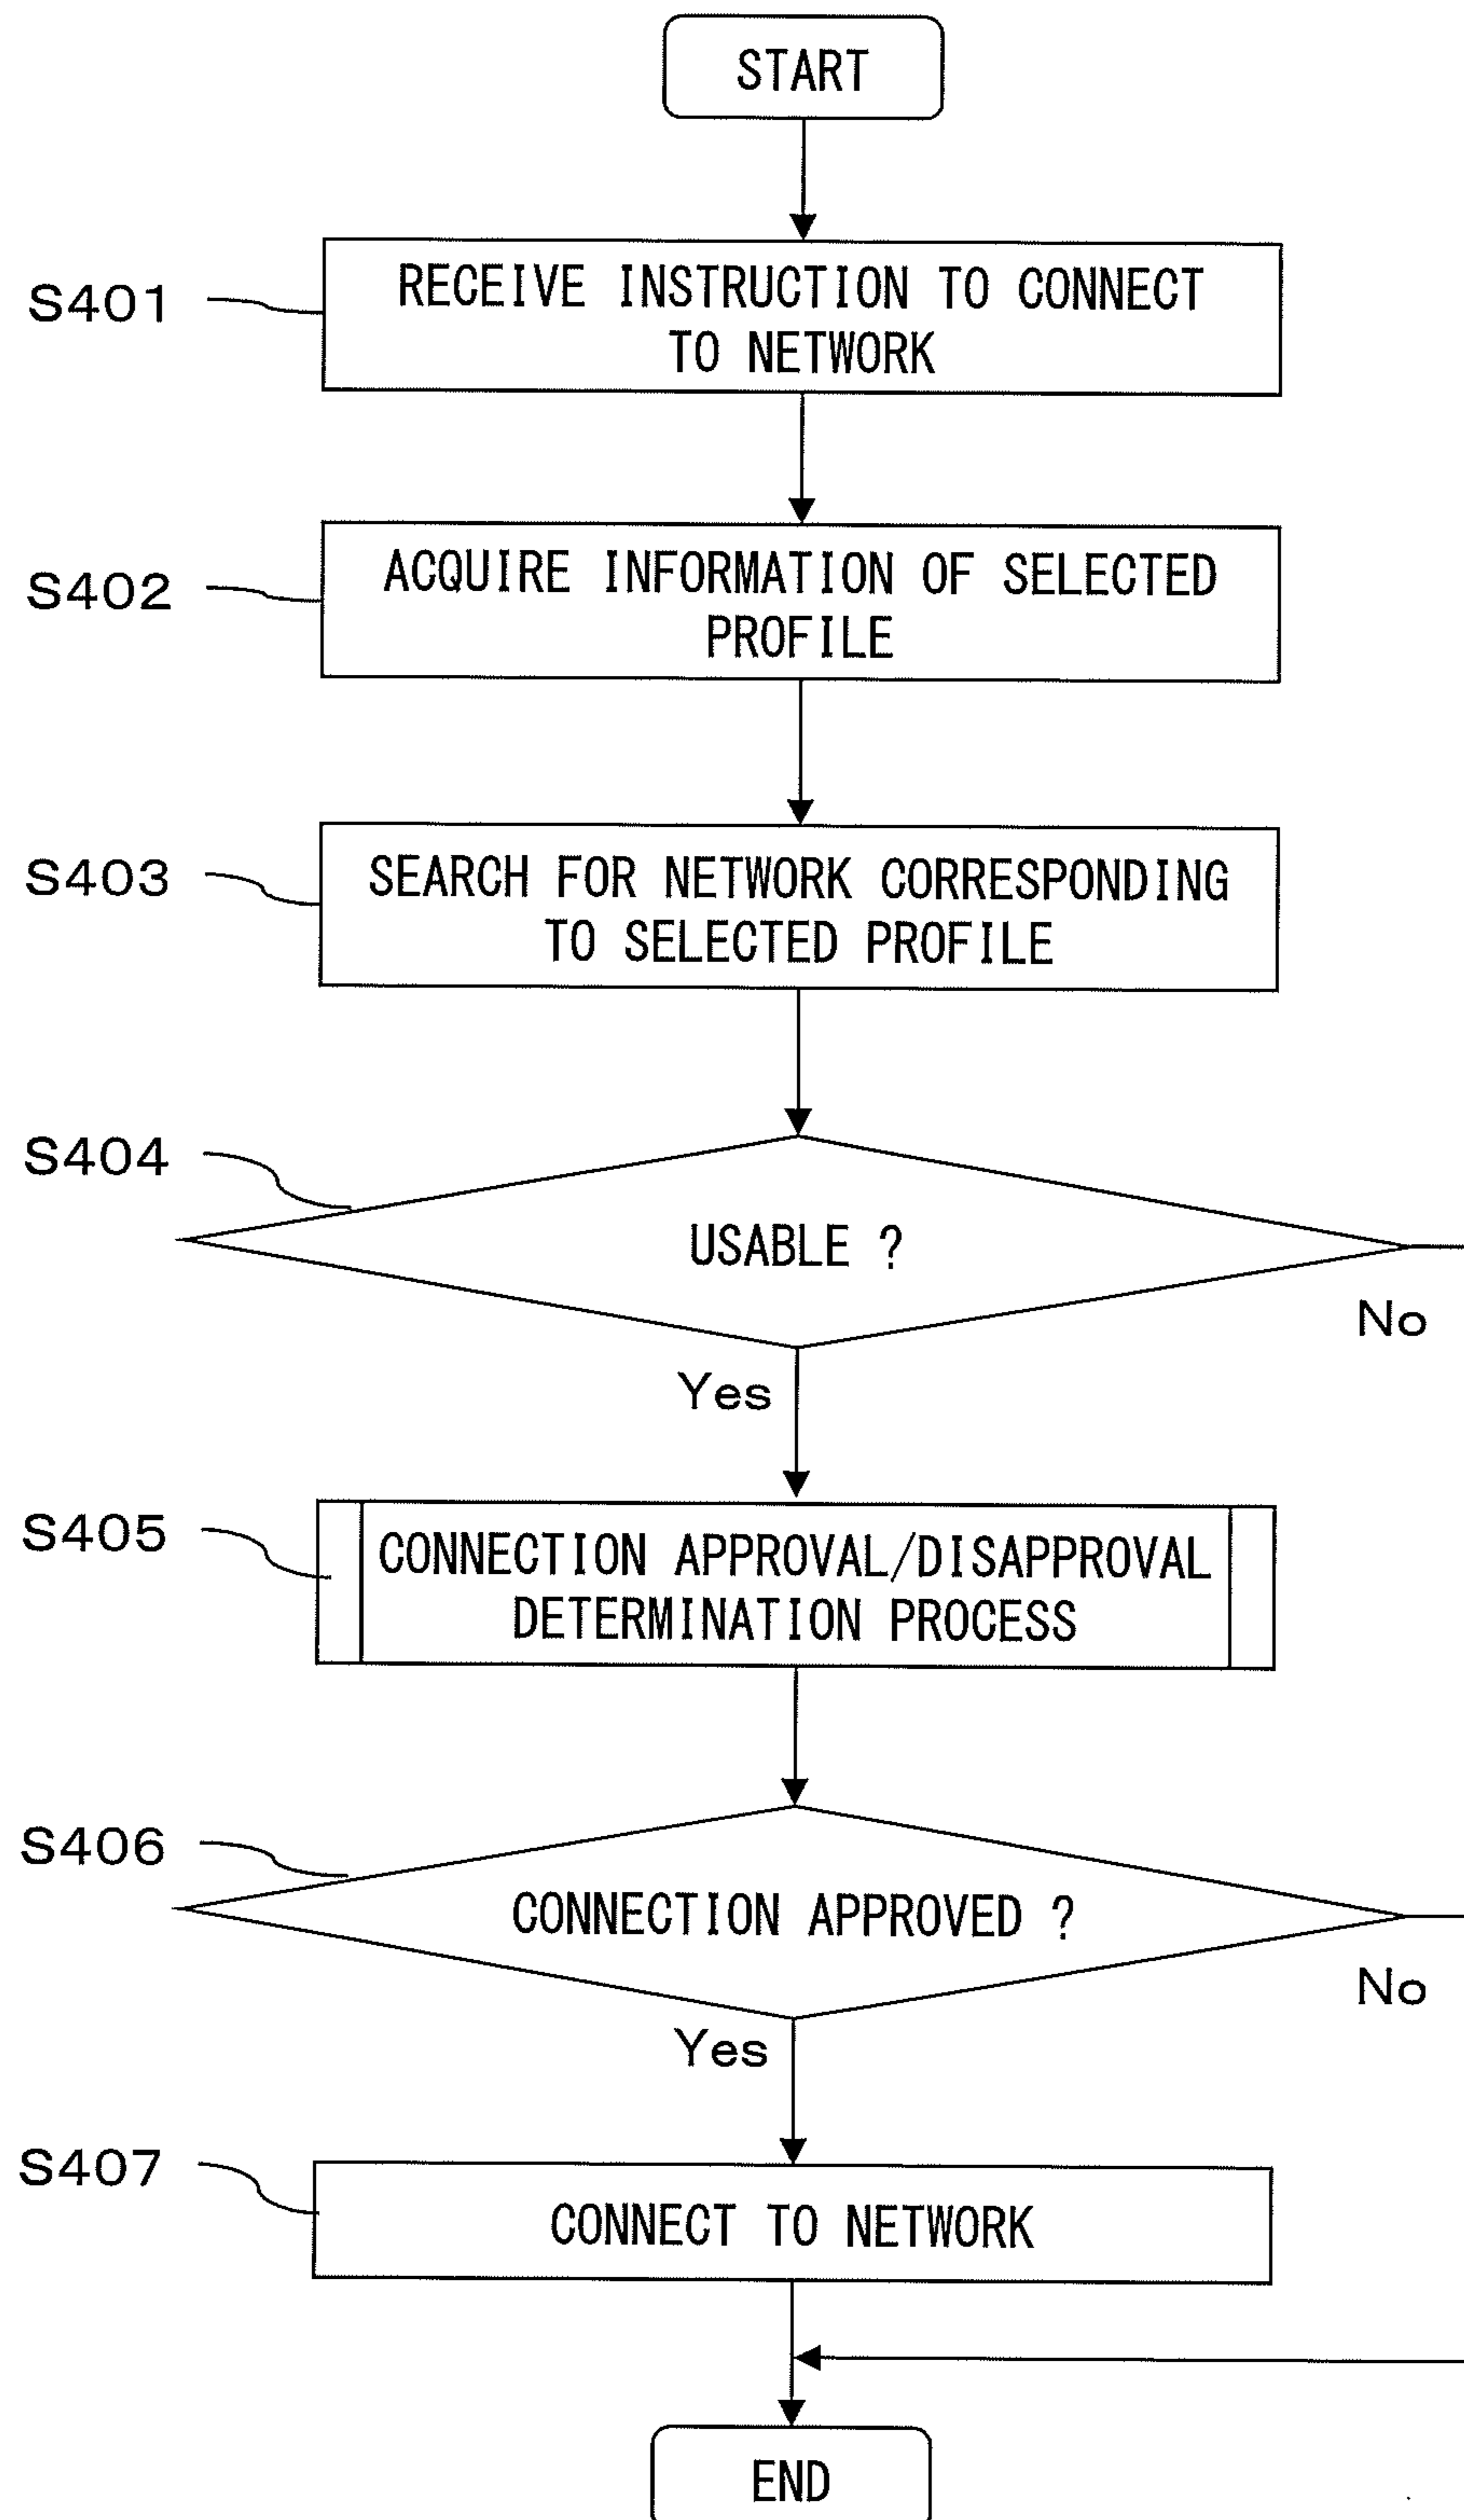 START
S401
RECEIVE INSTRUCTION TO CONNECT
TO NETWORK
S402
ACQUIRE INFORMATION OF SELECTED
PROFILE
S403
SEARCH FOR NETWORK CORRESPONDING
TO SELECTED PROFILE
S404
USABLE ?
No
Yes
S405
CONNECTION APPROVAL/DISAPPROVAL
DETERMINATION PROCESS
S406
CONNECTION APPROVED ?
No
Yes
S407
CONNECT TO NETWORK
END